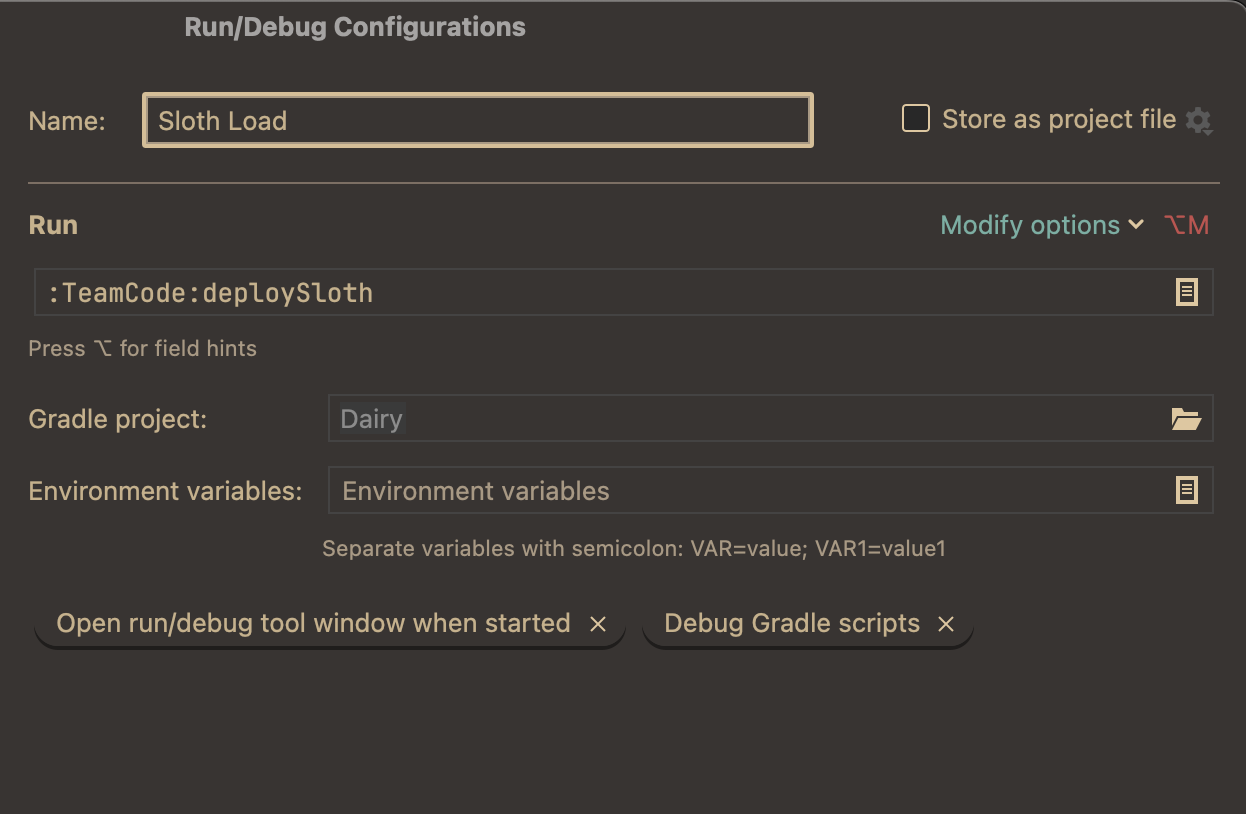 Run/Debug Configurations
Name: Sloth Load Store as project file
Run Modify options ⌥M
:TeamCode:deploySloth
Press ⌥ for field hints
Gradle project: Dairy
Environment variables: Environment variables
Separate variables with semicolon: VAR=value; VAR1=value1
Open run/debug tool window when started × Debug Gradle scripts ×